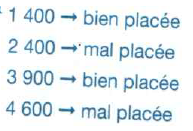 1 400 → bien placée
2 400 → mal placée
3 900 → bien placée
4 600 → mal placée